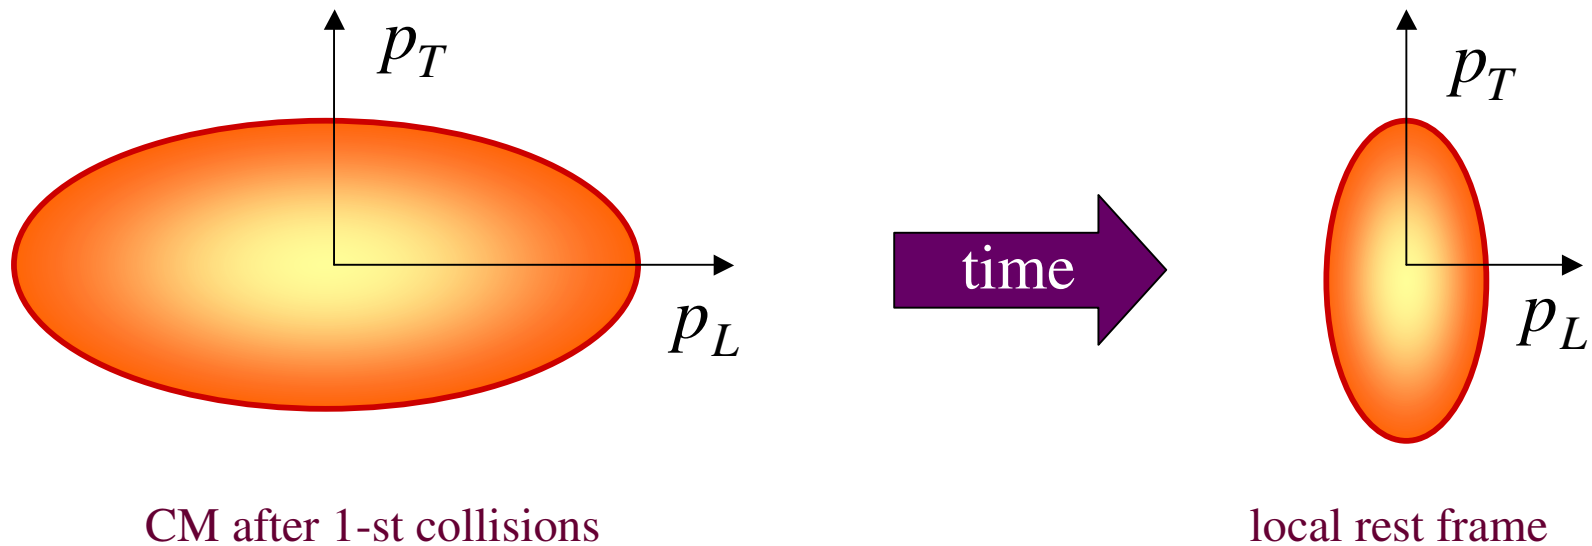 p_T
p_T
time
p_L
p_L
CM after 1-st collisions
local rest frame